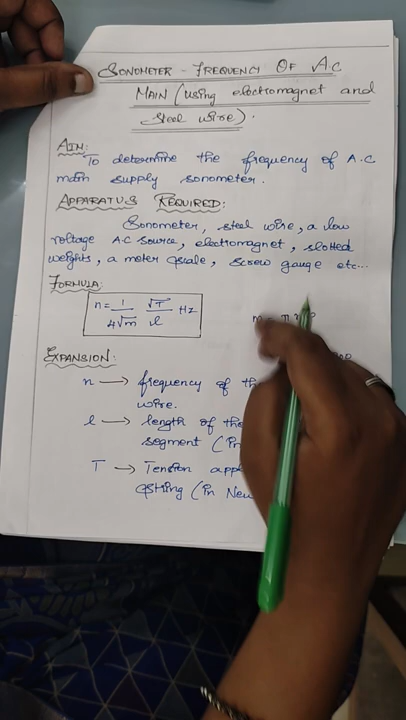 SONOMETER - FREQUENCY OF AC
MAIN (using electromagnet and
steel wire).
AIM:
To determine the frequency of A.C
main supply sonometer.
APPARATUS REQUIRED:
Sonometer, steel wire, a low
voltage AC source, electromagnet, slotted
weights, a meter scale, screw gauge etc...
FORMULA:
n = 1/4√m √T/l Hz
EXPANSION:
n → frequency of the
wire.
l → length of the
segment (in
T → Tension
string (in